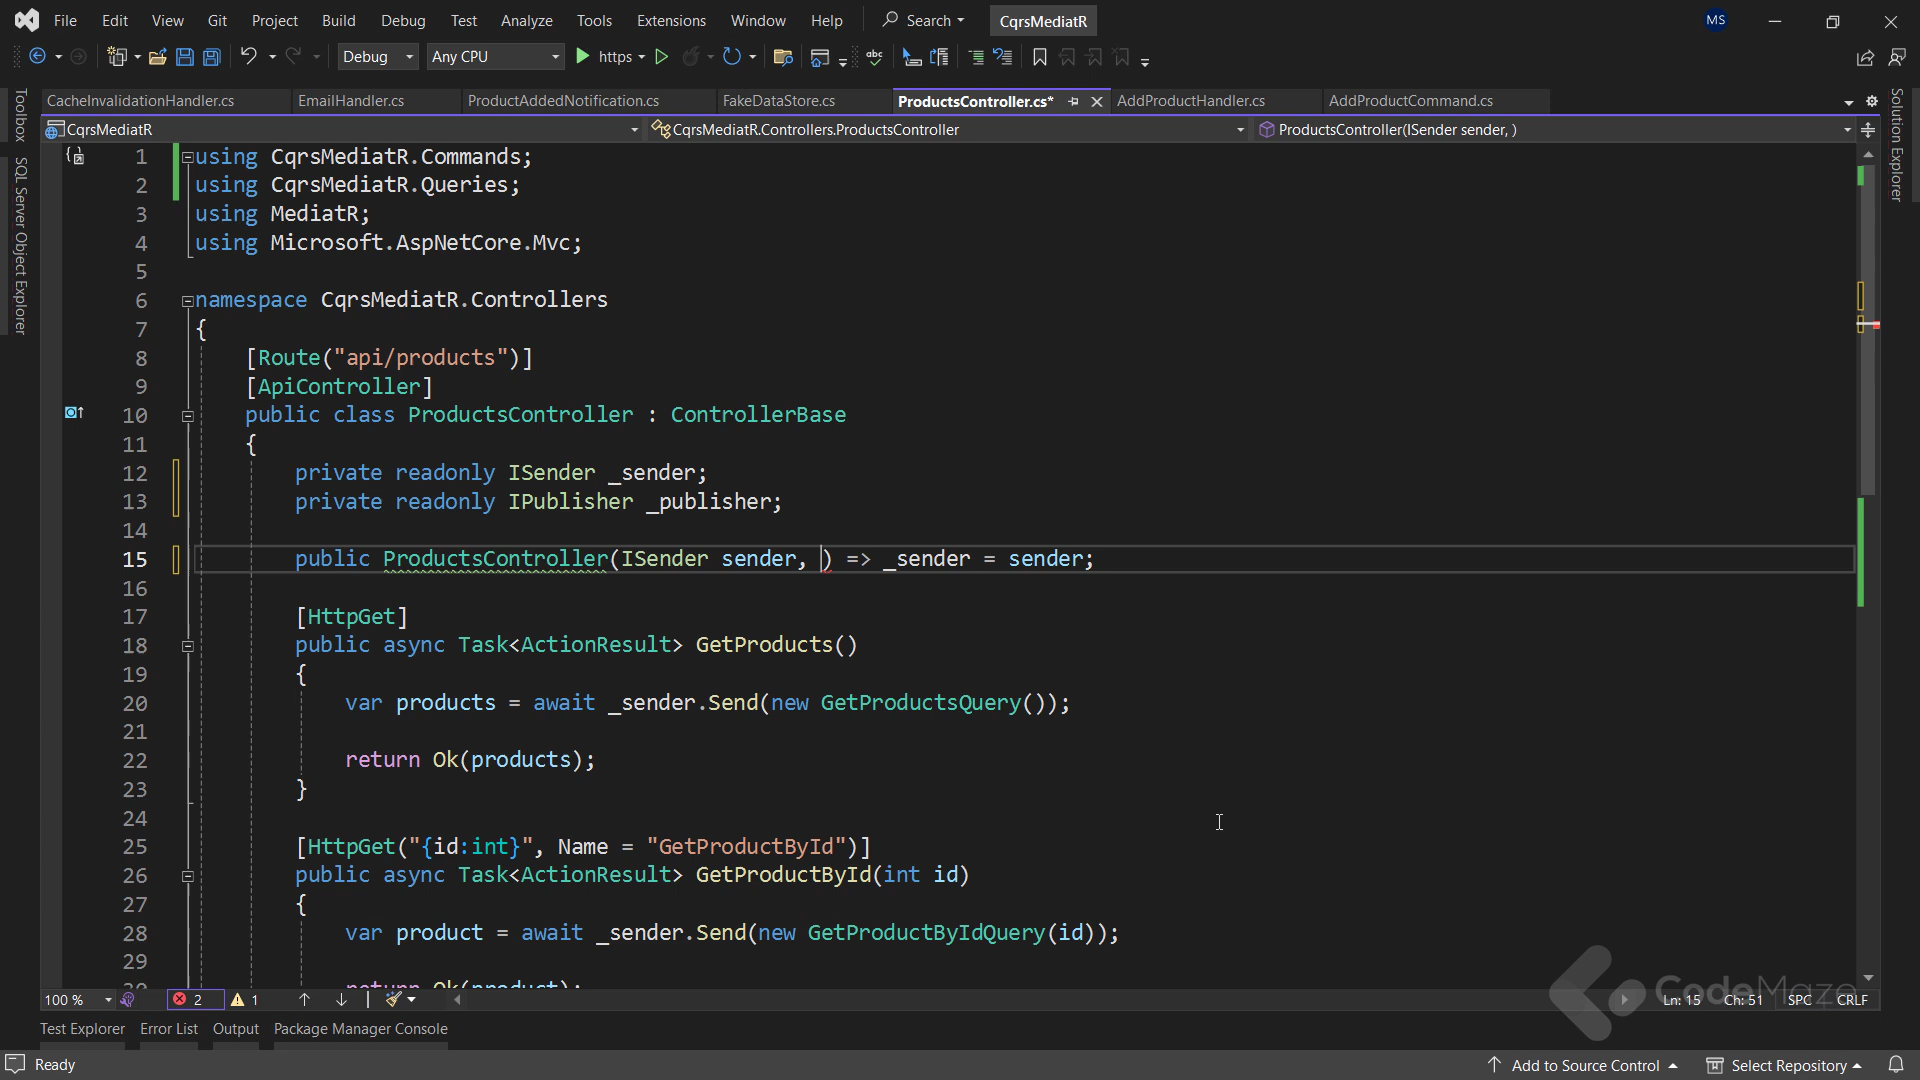 File Edit View Git Project Build Debug Test Analyze Tools Extensions Window Help Search CqrsMediatR MS
Debug Any CPU https abc
CacheInvalidationHandler.cs EmailHandler.cs ProductAddedNotification.cs FakeDataStore.cs ProductsController.cs* AddProductHandler.cs AddProductCommand.cs
CqrsMediatR CqrsMediatR.Controllers.ProductsController ProductsController(ISender sender, )
Toolbox
SQL Server Object Explorer
Solution Explorer
1 using CqrsMediatR.Commands;
2 using CqrsMediatR.Queries;
3 using MediatR;
4 using Microsoft.AspNetCore.Mvc;
5
6 namespace CqrsMediatR.Controllers
7 {
8 [Route("api/products")]
9 [ApiController]
10 public class ProductsController : ControllerBase
11 {
12 private readonly ISender _sender;
13 private readonly IPublisher _publisher;
14
15 public ProductsController(ISender sender, ) => _sender = sender;
16
17 [HttpGet]
18 public async Task<ActionResult> GetProducts()
19 {
20 var products = await _sender.Send(new GetProductsQuery());
21
22 return Ok(products);
23 }
24
25 [HttpGet("{id:int}", Name = "GetProductById")]
26 public async Task<ActionResult> GetProductById(int id)
27 {
28 var product = await _sender.Send(new GetProductByIdQuery(id));
29
30 return Ok(product);
CodeMaze
100 % 2 1 Ln: 15 Ch: 51 SPC CRLF
Test Explorer Error List Output Package Manager Console
Ready Add to Source Control Select Repository